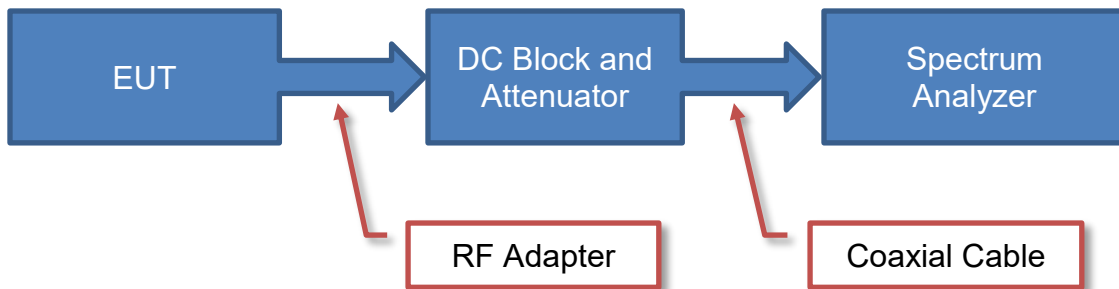 EUT
DC Block and
Attenuator
Spectrum
Analyzer
RF Adapter
Coaxial Cable